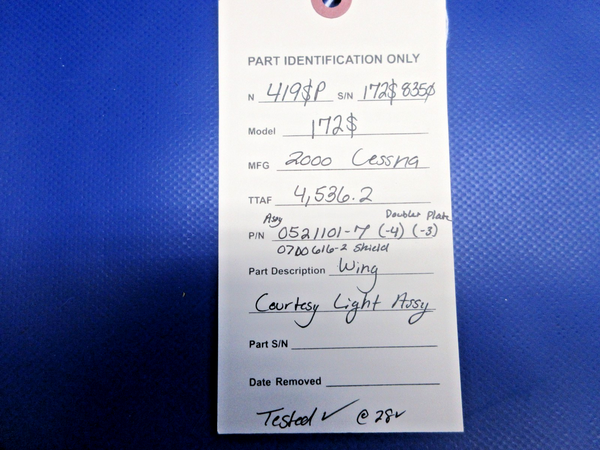 PART IDENTIFICATION ONLY
N 419$P S/N 172$8350
Model 172$
MFG 2000 Cessna
TTAF 4,536.2
Assy Doubler Plate
P/N 0521101-7 (-4) (-3)
0700616-2 Shield
Part Description Wing
Courtesy Light Assy
Part S/N
Date Removed
Tested ✓ @ 28v